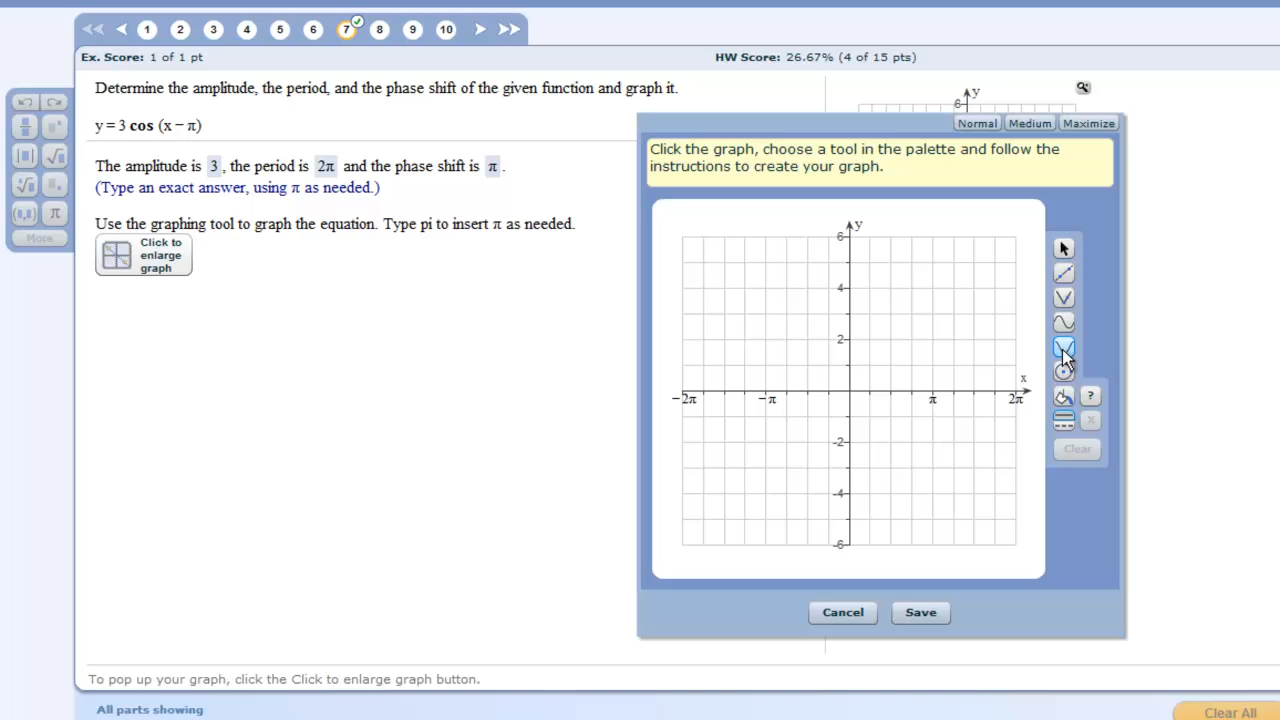 1 2 3 4 5 6 7 8 9 10
Ex. Score: 1 of 1 pt
HW Score: 26.67% (4 of 15 pts)
Determine the amplitude, the period, and the phase shift of the given function and graph it.
y = 3 cos (x − π)
The amplitude is 3, the period is 2π and the phase shift is π.
(Type an exact answer, using π as needed.)
Use the graphing tool to graph the equation. Type pi to insert π as needed.
Click to
enlarge
graph
π
(▯,▯)
More
y
6
Normal Medium Maximize
Click the graph, choose a tool in the palette and follow the
instructions to create your graph.
y
6
4
2
x
−2π −π π 2π
-2
-4
-6
?
x
Clear
Cancel Save
To pop up your graph, click the Click to enlarge graph button.
All parts showing
Clear All